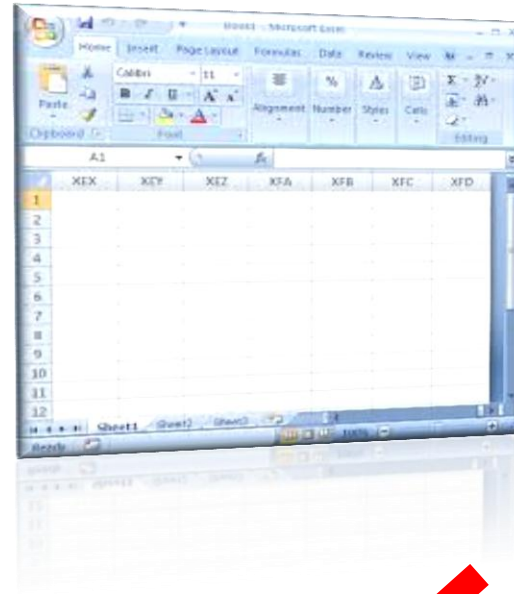 Book1 - Microsoft Excel
Home Insert Page Layout Formulas Data Review View
Paste
Calibri 11
B I U A A
A
Alignment Number Styles Cells
Clipboard Font Editing
A1 fx
XEX XEY XEZ XFA XFB XFC XFD
1
2
3
4
5
6
7
8
9
10
11
12
Sheet1 Sheet2 Sheet3
Ready 100%